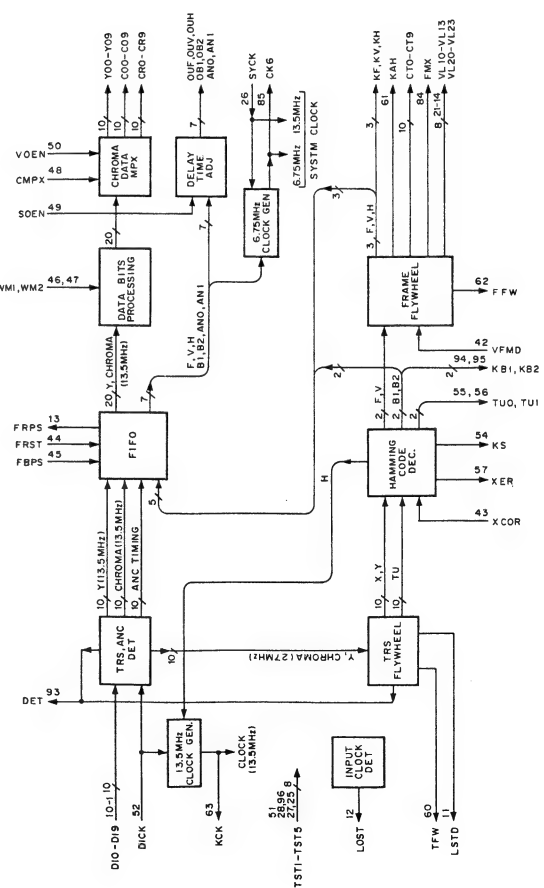 Y00-Y09
C00-C09
CR0-CR9
10
10
10
VOEN 50
CMPX 48
CHROMA DATA MPX
OUF,OUV,OUH
OB1,OB2
ANO,AN1
7
DELAY TIME ADJ
SOEN 49
SYCK
26
CK6
85
6.75MHz
CLOCK GEN
6.75MHz 13.5MHz
SYSTM CLOCK
20
WM1,WM2 46,47
DATA BITS PROCESSING
20 Y,CHROMA
(13.5MHz)
7
F,V,H
B1,B2,ANO,AN1
7
FRPS 13
FRST 44
FBPS 45
FIFO
5
10 Y(13.5MHz)
10 CHROMA(13.5MHz)
10 ANC TIMING
TRS,ANC DET
DET 93
10
Y,CHROMA(27MHz)
DI0-DI9 10-1 10
DICK 52
13.5MHz
CLOCK GEN.
CLOCK
(13.5MHz)
KCK 63
H
KF,KV,KH
3
KAH
61
CT0-CT9
10
FMX
84
VL10-VL13
VL20-VL23
8 21-14
3
3 F,V,H
FRAME FLYWHEEL
62
FFW
42
VFMD
2
2 F,V
2 B1,B2
2
94,95
KB1,KB2
2
55,56
TU0,TU1
HAMMING CODE DEC.
54
KS
57
XER
43
XCOR
10 X,Y
10 TU
TRS FLYWHEEL
TST1-TST5
51
28,96
27,25 8
INPUT CLOCK DET
LOST 12
TFW 60
LSTD 11